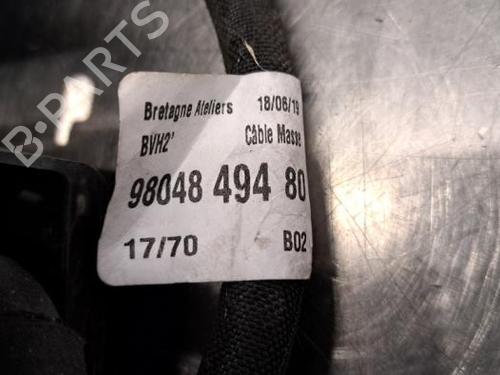 B-PARTS
Bretagne Ateliers 18/06/19
BVH2' Câble Masse
98048 494 80
17/70 B02